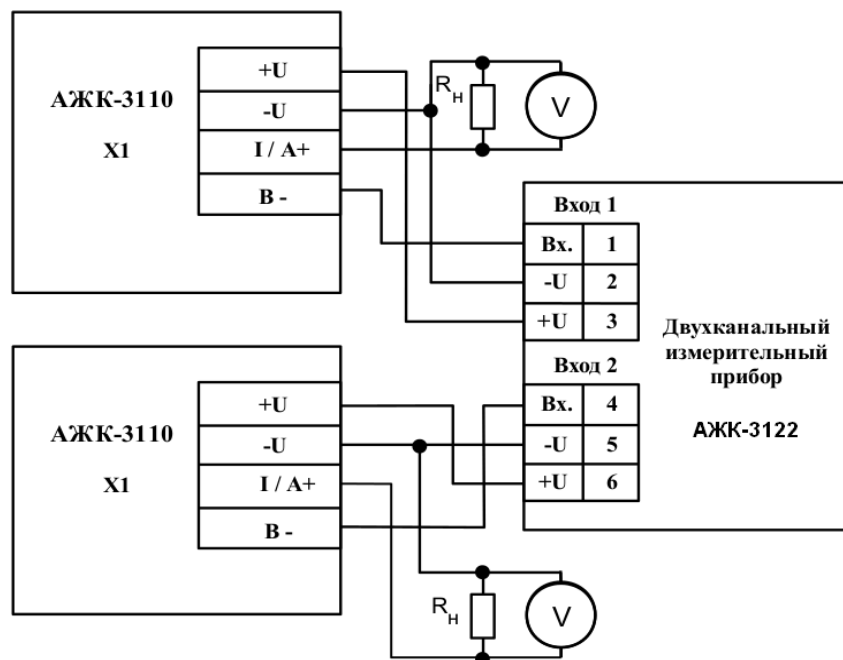 АЖК-3110
X1
+U
-U
I / A+
B -
Rн
V
Вход 1
Вх. 1
-U 2
+U 3
Вход 2
Вх. 4
-U 5
+U 6
Двухканальный
измерительный
прибор
АЖК-3122
АЖК-3110
X1
+U
-U
I / A+
B -
Rн
V